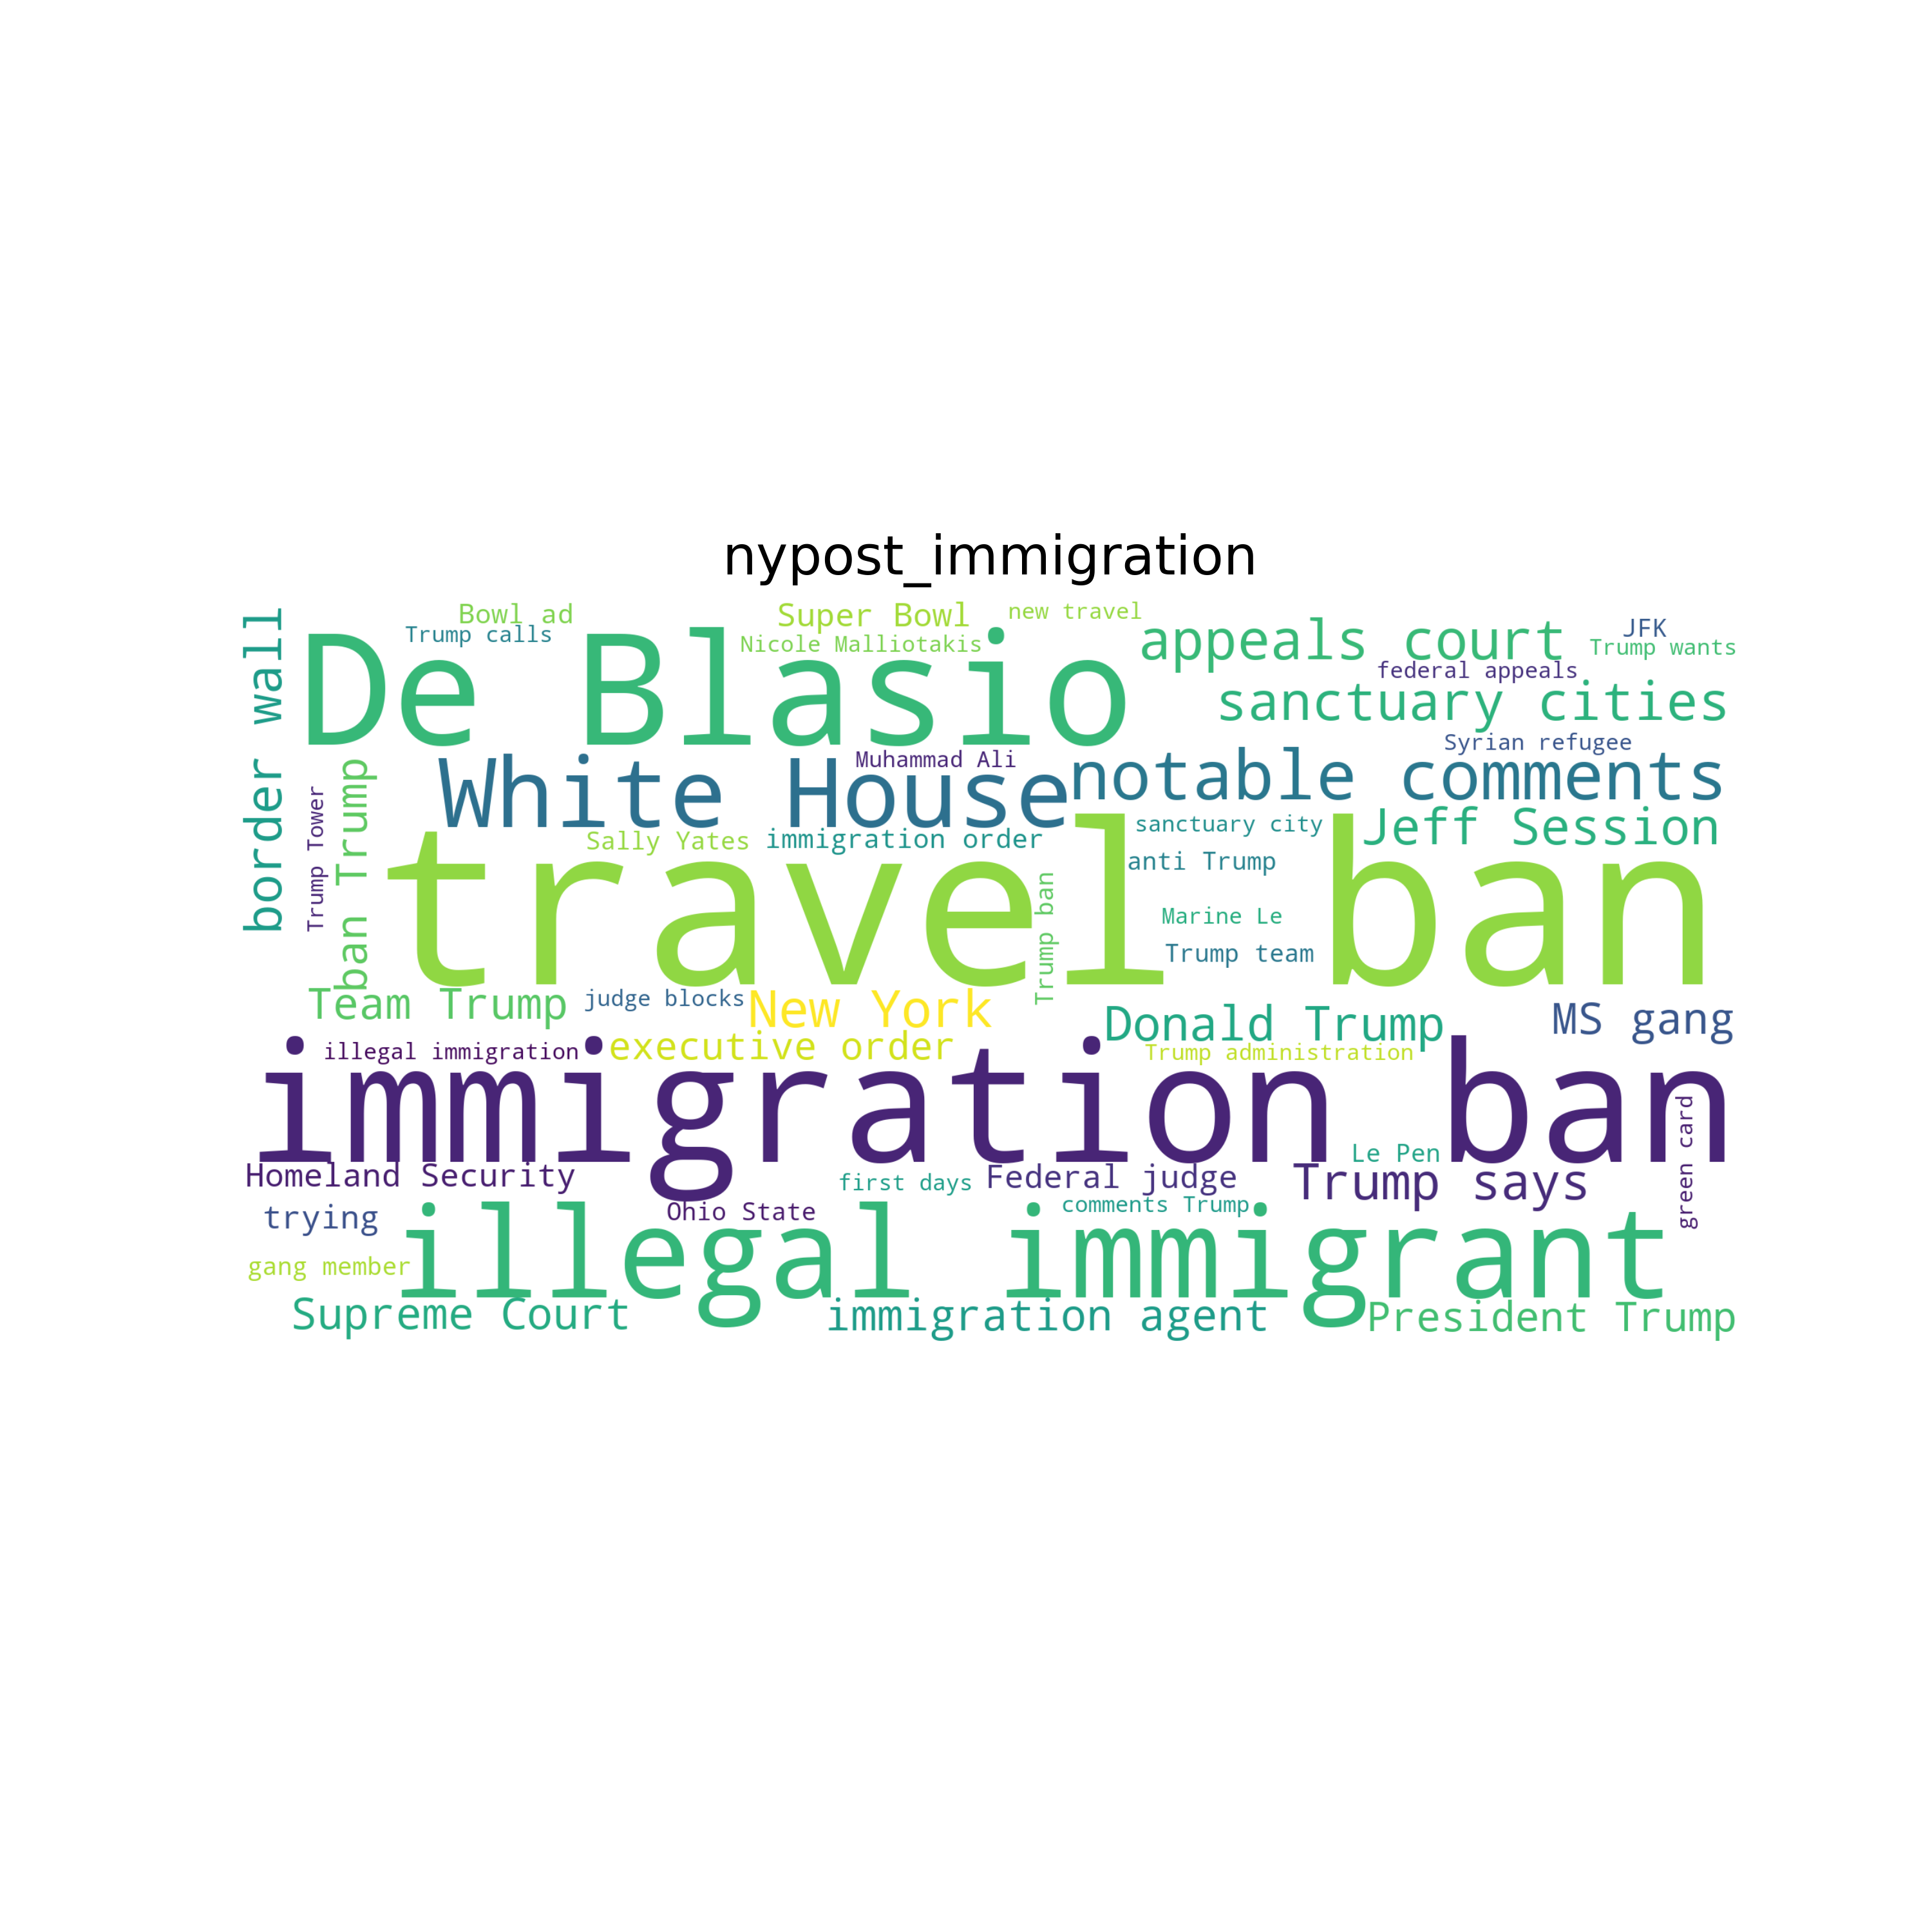 nypost_immigration
border wall
Bowl ad
Super Bowl
new travel
Trump calls
Nicole Malliotakis
De Blasio
appeals court
JFK
Trump wants
federal appeals
sanctuary cities
Syrian refugee
Muhammad Ali
White House
notable comments
Trump Tower
ban Trump
Sally Yates
immigration order
sanctuary city
Jeff Session
anti Trump
travel ban
Trump ban
Marine Le
Trump team
Team Trump
judge blocks
New York
Donald Trump
MS gang
illegal immigration
executive order
Trump administration
immigration ban
green card
Le Pen
Homeland Security
first days
Federal judge
Trump says
trying
Ohio State
comments Trump
illegal immigrant
gang member
Supreme Court
immigration agent
President Trump